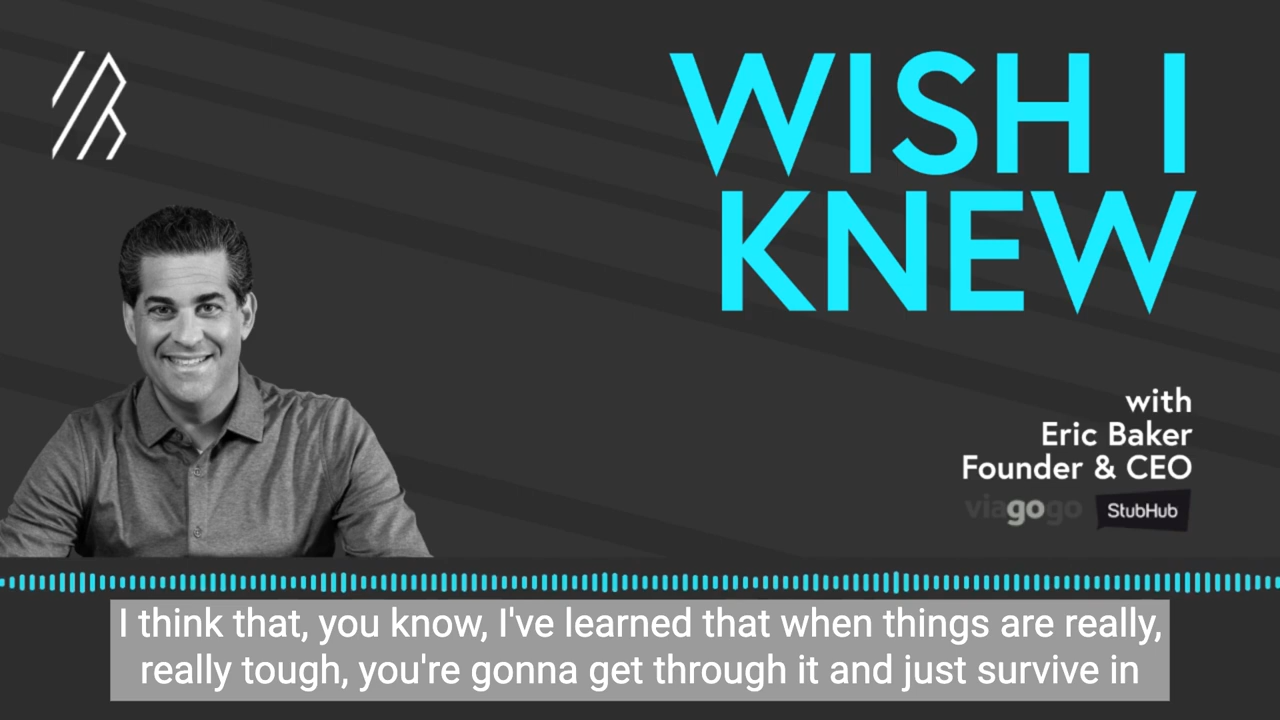 WISH I
KNEW
with
Eric Baker
Founder & CEO
viagogo StubHub
I think that, you know, I've learned that when things are really,
really tough, you're gonna get through it and just survive in